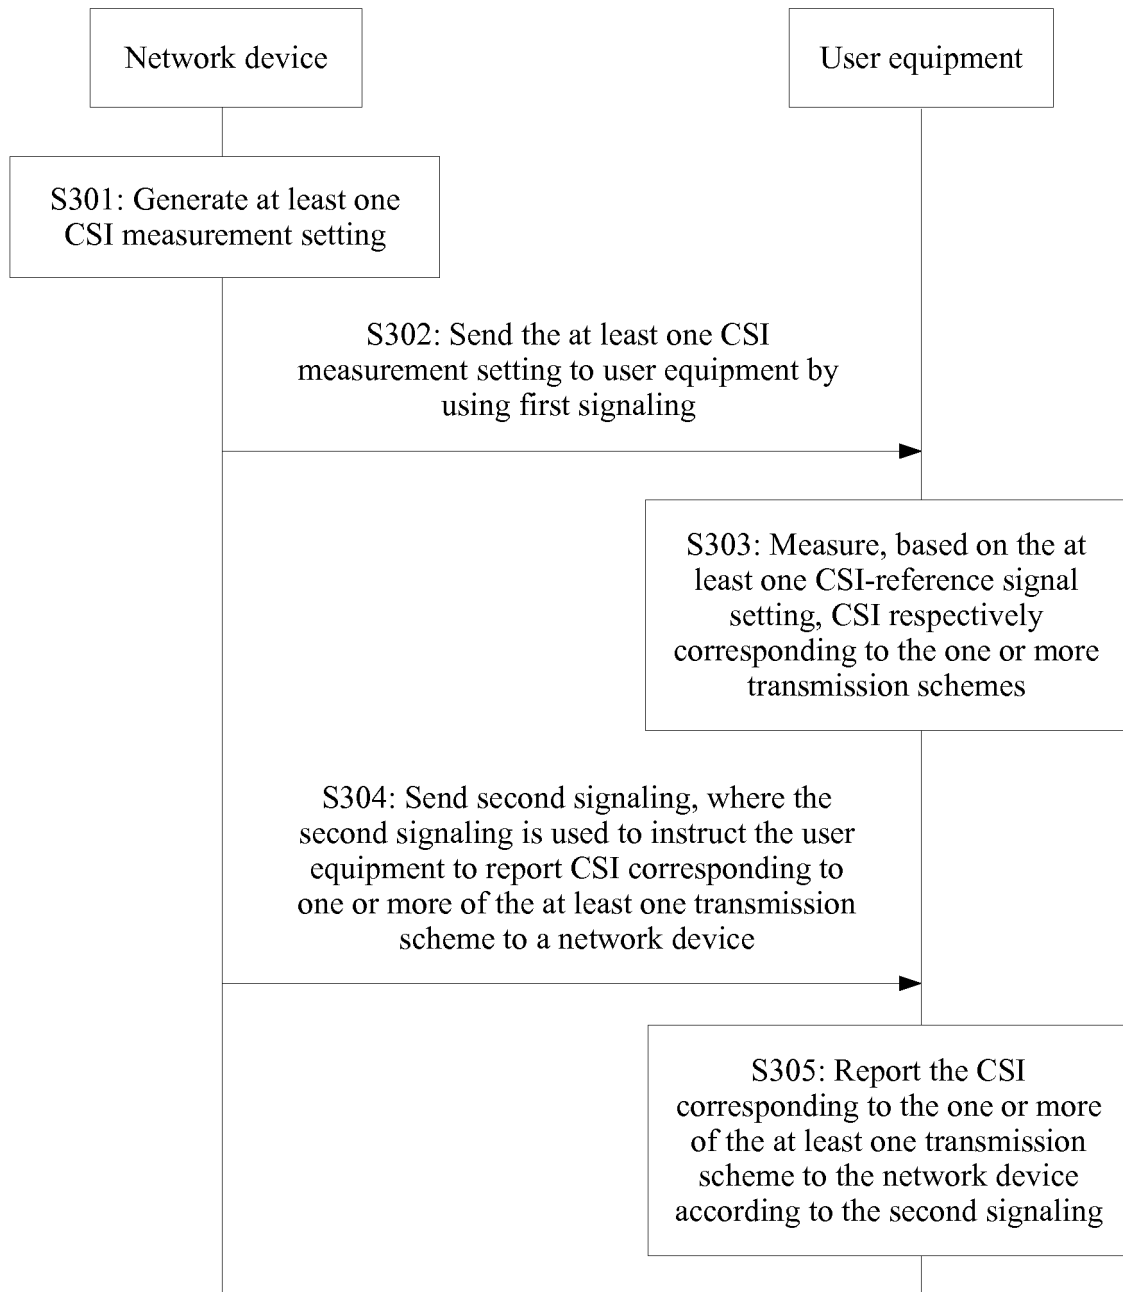 Network device
User equipment
S301: Generate at least one
CSI measurement setting
S302: Send the at least one CSI
measurement setting to user equipment by
using first signaling
S303: Measure, based on the at
least one CSI-reference signal
setting, CSI respectively
corresponding to the one or more
transmission schemes
S304: Send second signaling, where the
second signaling is used to instruct the user
equipment to report CSI corresponding to
one or more of the at least one transmission
scheme to a network device
S305: Report the CSI
corresponding to the one or more
of the at least one transmission
scheme to the network device
according to the second signaling